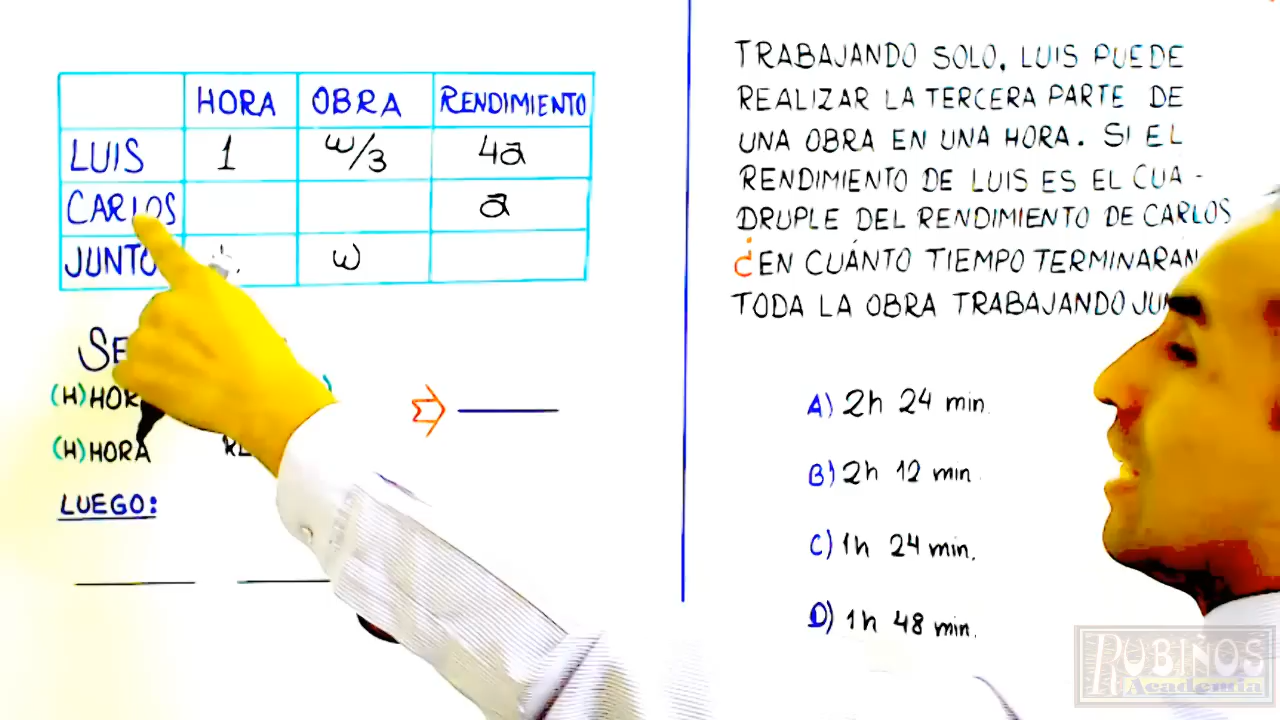 HORA OBRA RENDIMIENTO
LUIS 1 ω/3 4a
CARLOS a
JUNTO ω
(H) HORA
(H) HORA
LUEGO:
TRABAJANDO SOLO, LUIS PUEDE
REALIZAR LA TERCERA PARTE DE
UNA OBRA EN UNA HORA. SI EL
RENDIMIENTO DE LUIS ES EL CUA-
DRUPLE DEL RENDIMIENTO DE CARLOS
¿EN CUÁNTO TIEMPO TERMINARÁN
TODA LA OBRA TRABAJANDO
A) 2h 24 min.
B) 2h 12 min.
C) 1h 24 min.
D) 1h 48 min.
RUBIÑOS
Academia